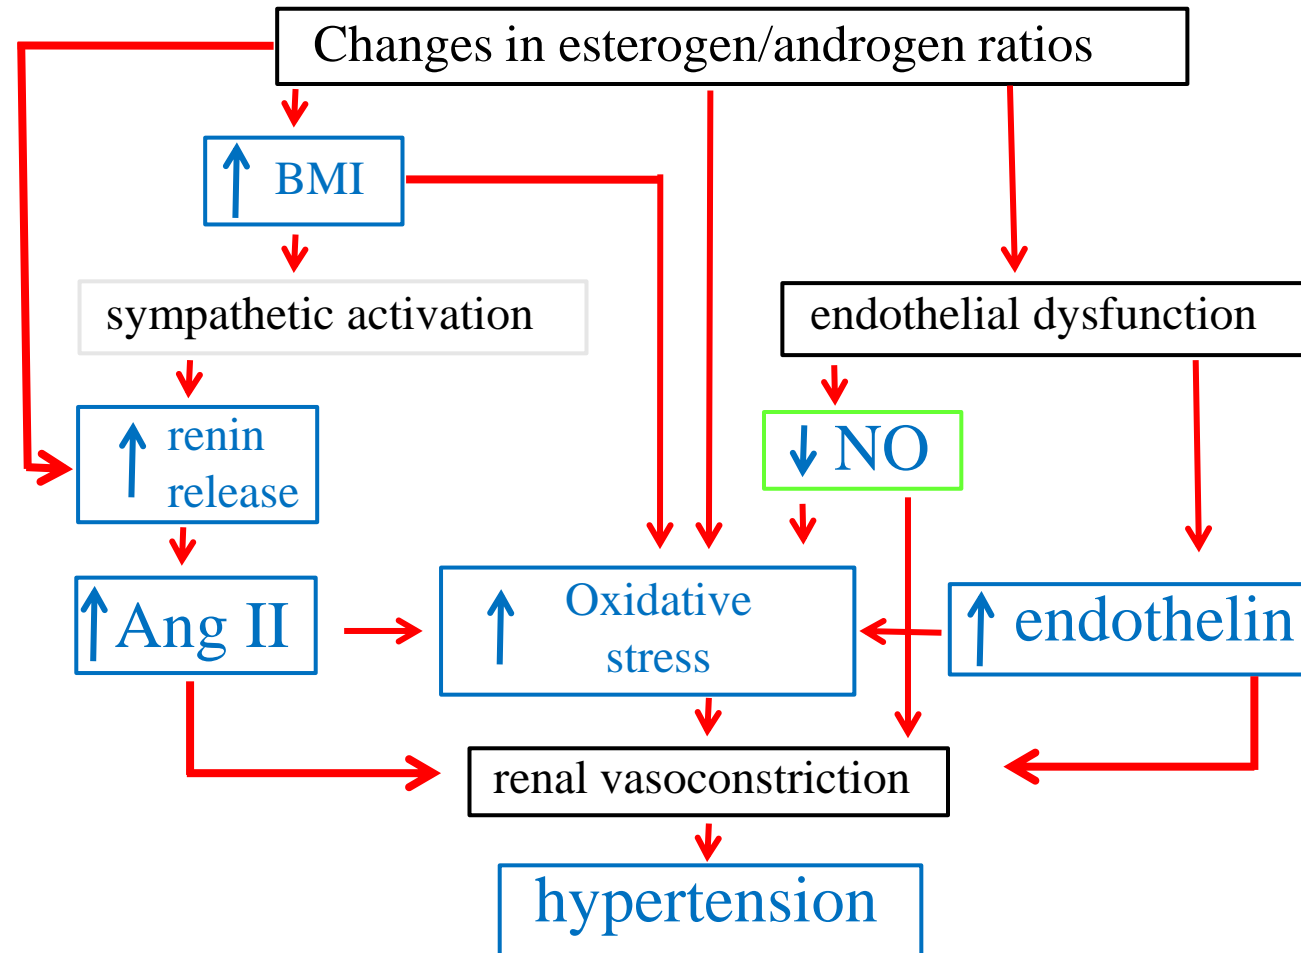 Changes in esterogen/androgen ratios
BMI
sympathetic activation
endothelial dysfunction
renin
release
NO
Ang II
Oxidative
stress
endothelin
renal vasoconstriction
hypertension